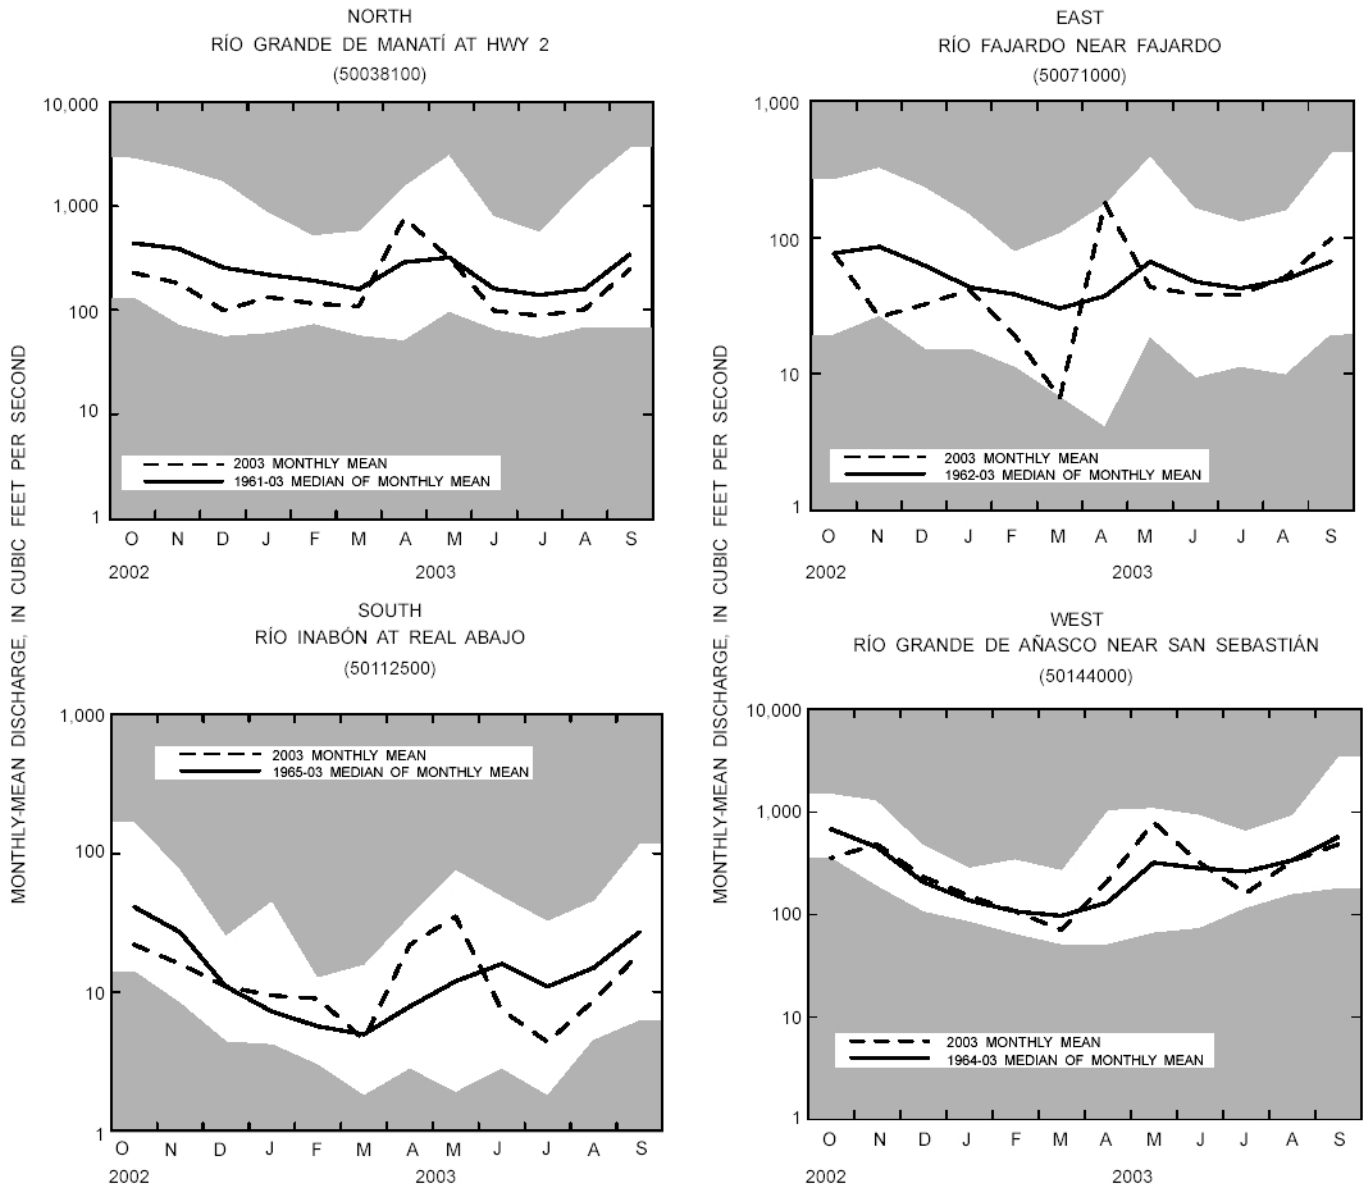 NORTH
RÍO GRANDE DE MANATÍ AT HWY 2
(50038100)
10,000
1,000
100
10
1
2003 MONTHLY MEAN
1961-03 MEDIAN OF MONTHLY MEAN
O N D J F M A M J J A S
2002 2003
EAST
RÍO FAJARDO NEAR FAJARDO
(50071000)
1,000
100
10
1
2003 MONTHLY MEAN
1962-03 MEDIAN OF MONTHLY MEAN
O N D J F M A M J J A S
2002 2003
MONTHLY-MEAN DISCHARGE, IN CUBIC FEET PER SECOND
MONTHLY-MEAN DISCHARGE, IN CUBIC FEET PER SECOND
SOUTH
RÍO INABÓN AT REAL ABAJO
(50112500)
1,000
100
10
1
2003 MONTHLY MEAN
1965-03 MEDIAN OF MONTHLY MEAN
O N D J F M A M J J A S
2002 2003
WEST
RÍO GRANDE DE AÑASCO NEAR SAN SEBASTIÁN
(50144000)
10,000
1,000
100
10
1
2003 MONTHLY MEAN
1964-03 MEDIAN OF MONTHLY MEAN
O N D J F M A M J J A S
2002 2003